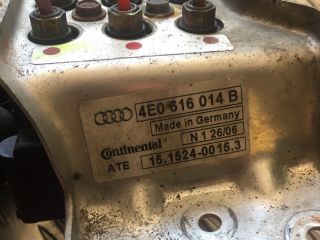 4E0 616 014 B
Made in Germany
Continental N 1 26/06
ATE 15.1524-0015.3